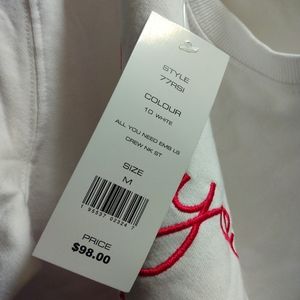 STYLE
77RSI
COLOUR
10 WHITE
ALL YOU NEED EMB LS
CREW NK ST
SIZE
M
PRICE
$98.00